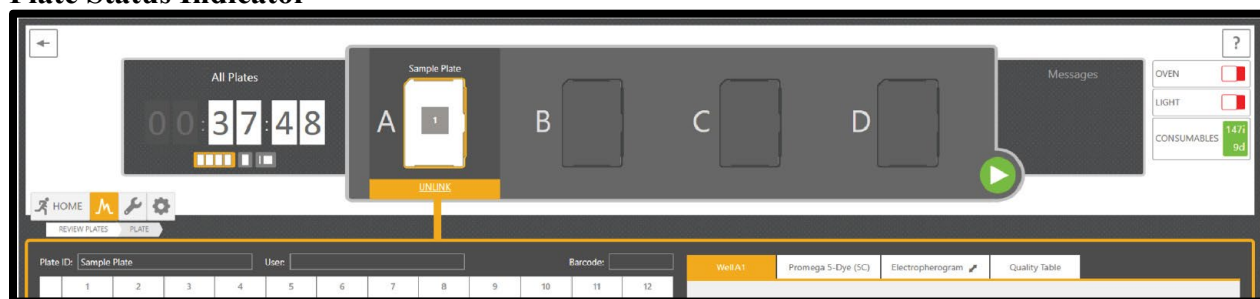 Plate Status Indicator
?
All Plates
00:37:48
Sample Plate
A
1
B
C
D
UNLINK
Messages
OVEN
LIGHT
CONSUMABLES
147i
9d
HOME
REVIEW PLATES
PLATE
Plate ID: Sample Plate
User:
Barcode:
1 2 3 4 5 6 7 8 9 10 11 12
Well A1
Promega 5-Dye (5C)
Electropherogram
Quality Table